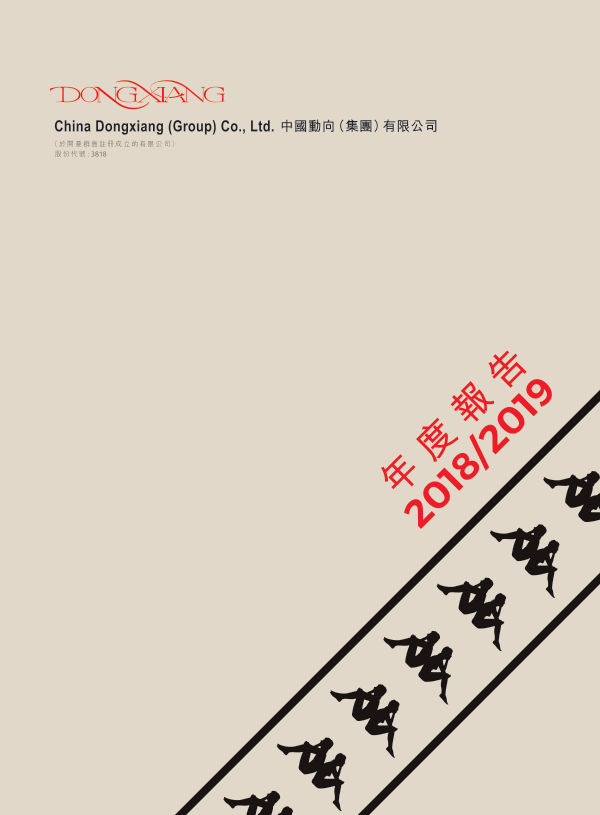 DONGXIANG
China Dongxiang (Group) Co., Ltd. 中國動向（集團）有限公司
（於開曼群島註冊成立的有限公司）
股份代號：3818
年度報告
2018/2019